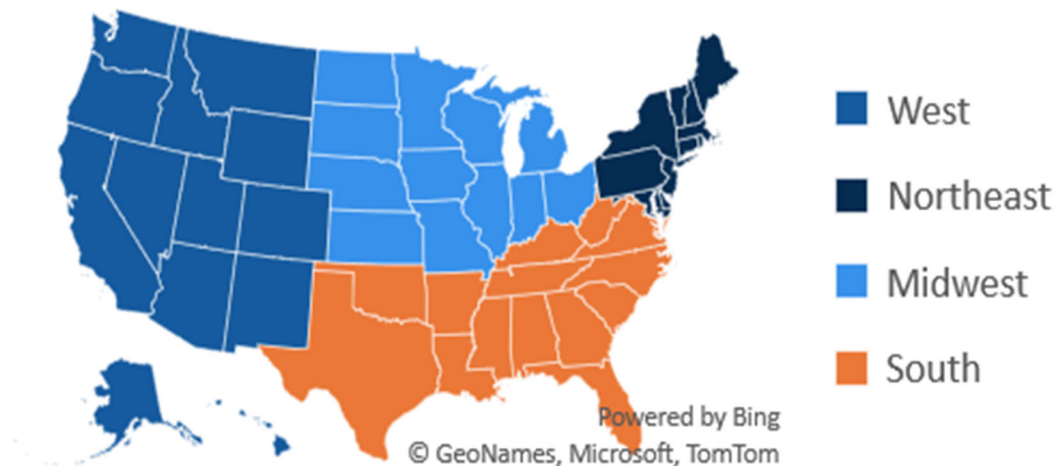 West
Northeast
Midwest
South
Powered by Bing
© GeoNames, Microsoft, TomTom